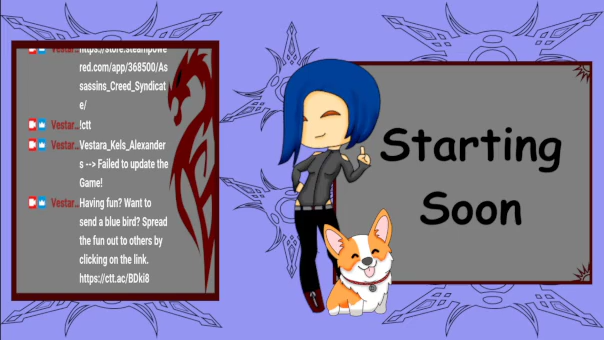 Vestar.. https://store.steampowe
red.com/app/368500/As
sassins_Creed_Syndicat
e/
Vestar.. !ctt
Vestar.. Vestara_Kels_Alexander
s --> Failed to update the
Game!
Vestar.. Having fun? Want to
send a blue bird? Spread
the fun out to others by
clicking on the link.
https://ctt.ac/BDki8
Starting
Soon